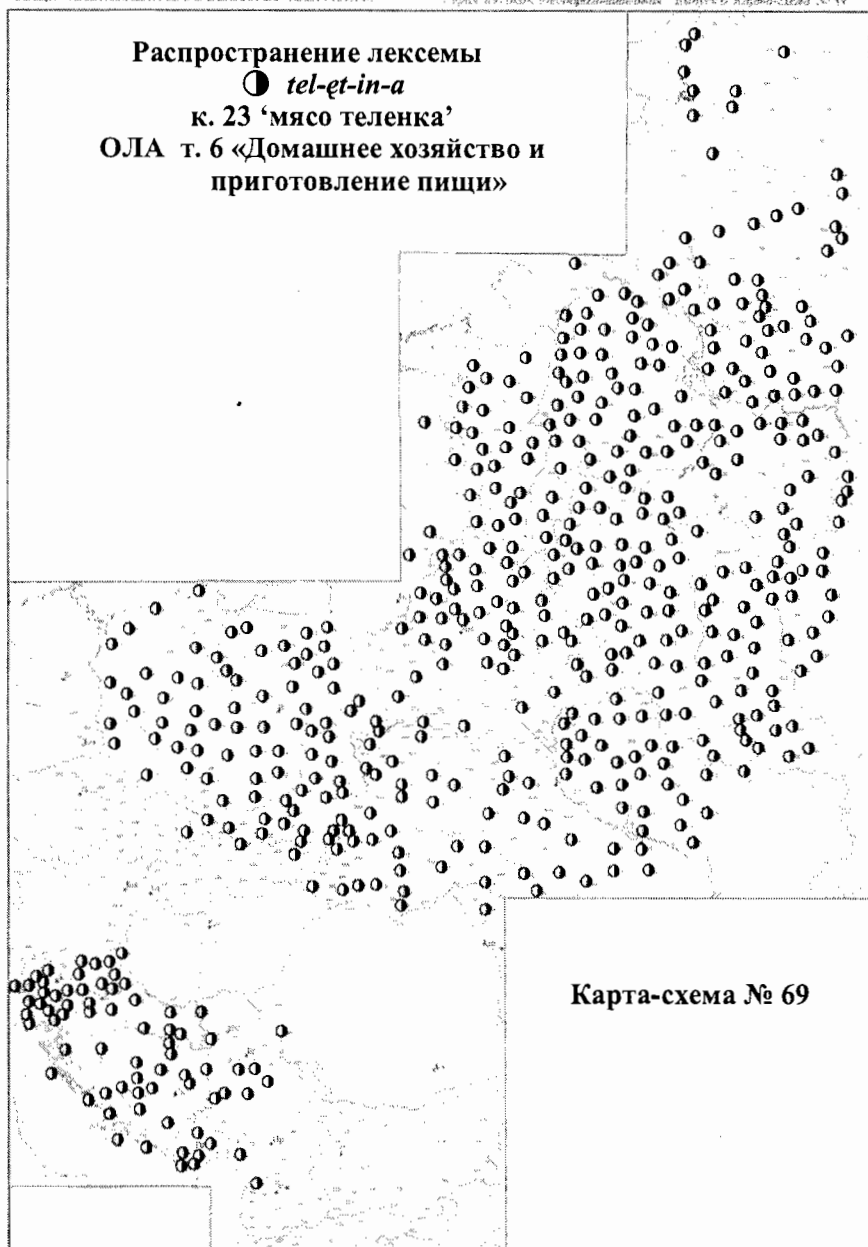 Распространение лексемы
tel-ęt-in-a
к. 23 ‘мясо теленка’
ОЛА т. 6 «Домашнее хозяйство и
приготовление пищи»
Карта-схема № 69